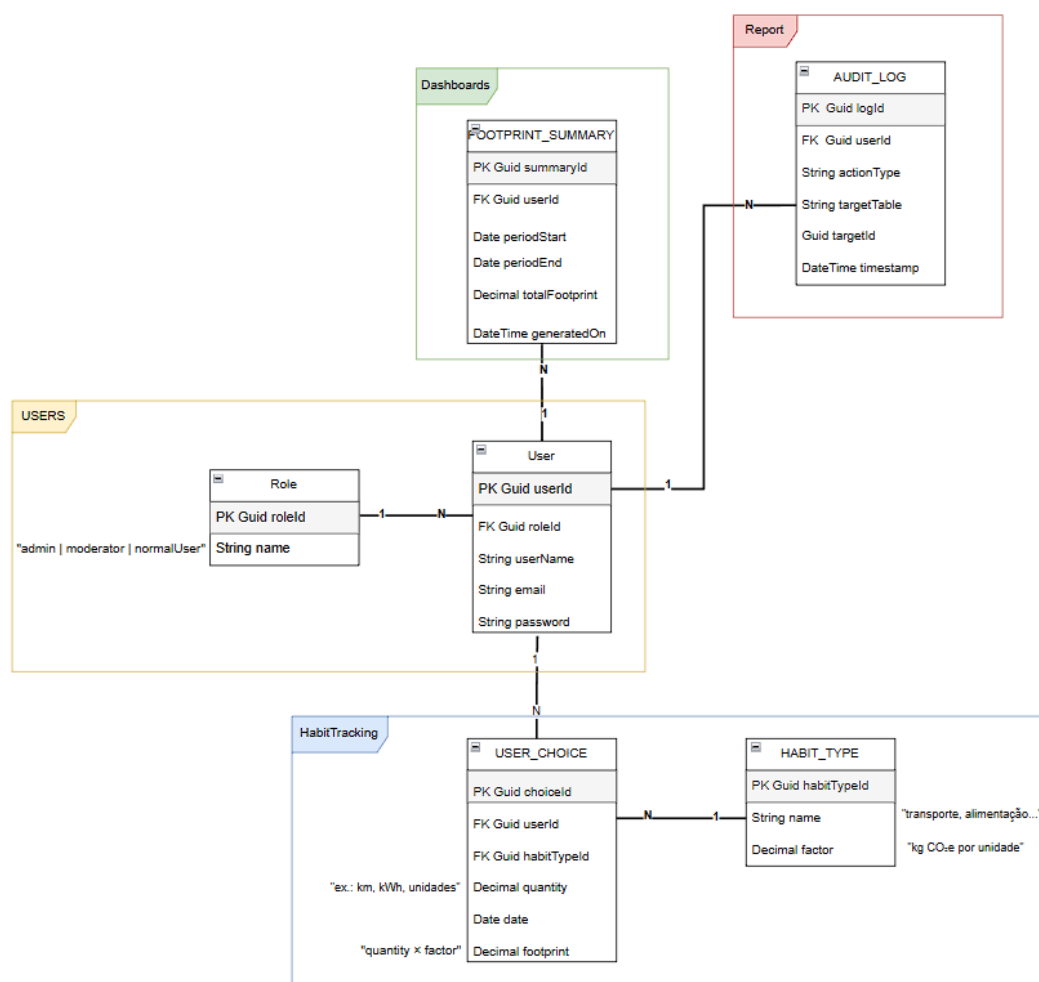 Report
AUDIT_LOG
PK Guid logId
FK Guid userId
String actionType
String targetTable
Guid targetId
DateTime timestamp
Dashboards
FOOTPRINT_SUMMARY
PK Guid summaryId
FK Guid userId
Date periodStart
Date periodEnd
Decimal totalFootprint
DateTime generatedOn
N
N
1
USERS
Role
PK Guid roleId
String name
"admin | moderator | normalUser"
1
N
User
PK Guid userId
FK Guid roleId
String userName
String email
String password
1
1
N
HabitTracking
USER_CHOICE
PK Guid choiceId
FK Guid userId
FK Guid habitTypeId
"ex.: km, kWh, unidades"
Decimal quantity
Date date
"quantity × factor"
Decimal footprint
N
1
HABIT_TYPE
PK Guid habitTypeId
String name
"transporte, alimentação..."
Decimal factor
"kg CO₂e por unidade"